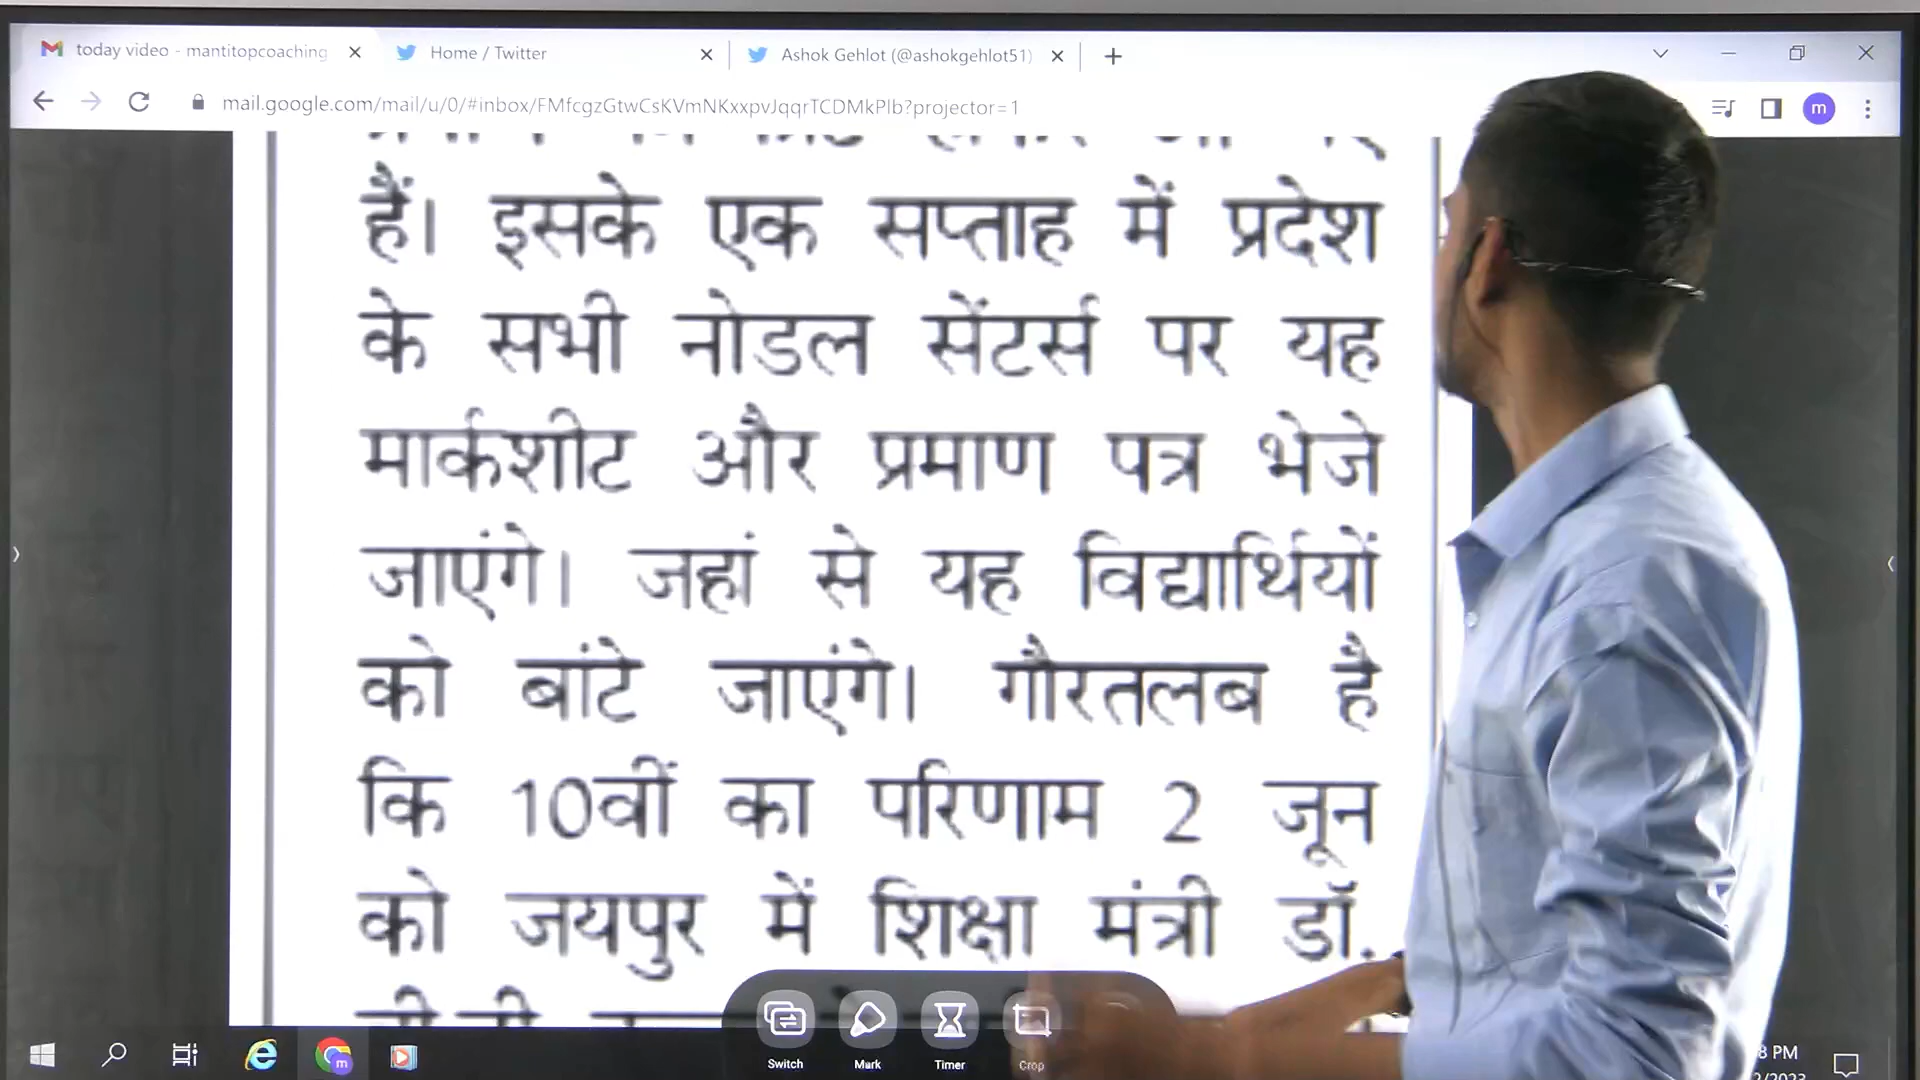 today video - mantitopcoaching
Home / Twitter
Ashok Gehlot (@ashokgehlot51)
mail.google.com/mail/u/0/#inbox/FMfcgzGtwCsKVmNKxxpvJqqrTCDMkPlb?projector=1
m
हैं। इसके एक सप्ताह में प्रदेश
के सभी नोडल सेंटर्स पर यह
मार्कशीट और प्रमाण पत्र भेजे
जाएंगे। जहां से यह विद्यार्थियों
को बांटे जाएंगे। गौरतलब है
कि 10वीं का परिणाम 2 जून
को जयपुर में शिक्षा मंत्री डॉ.
Switch
Mark
Timer
Crop
m
8 PM